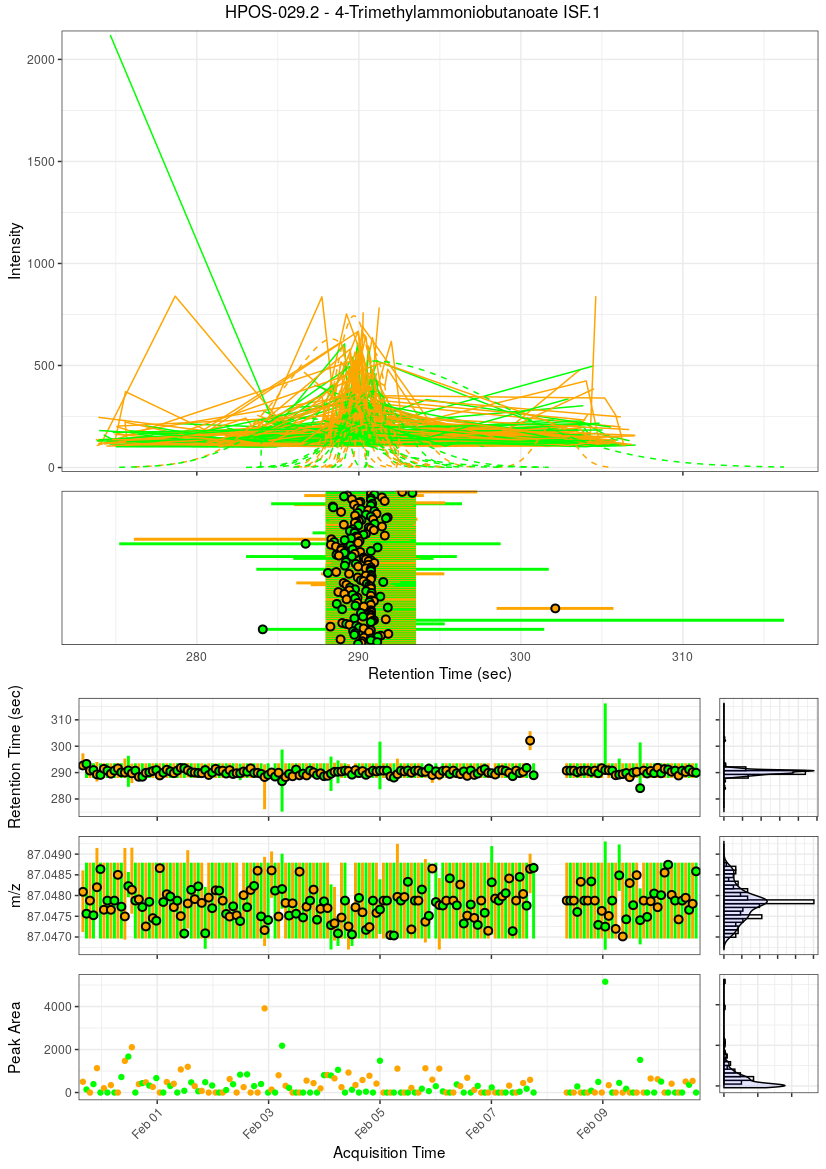 HPOS-029.2 - 4-Trimethylammoniobutanoate ISF.1
Intensity
2000
1500
1000
500
0
280
290
300
310
Retention Time (sec)
Retention Time (sec)
310
300
290
280
m/z
87.0490
87.0485
87.0480
87.0475
87.0470
Peak Area
4000
2000
0
Feb 01
Feb 03
Feb 05
Feb 07
Feb 09
Acquisition Time